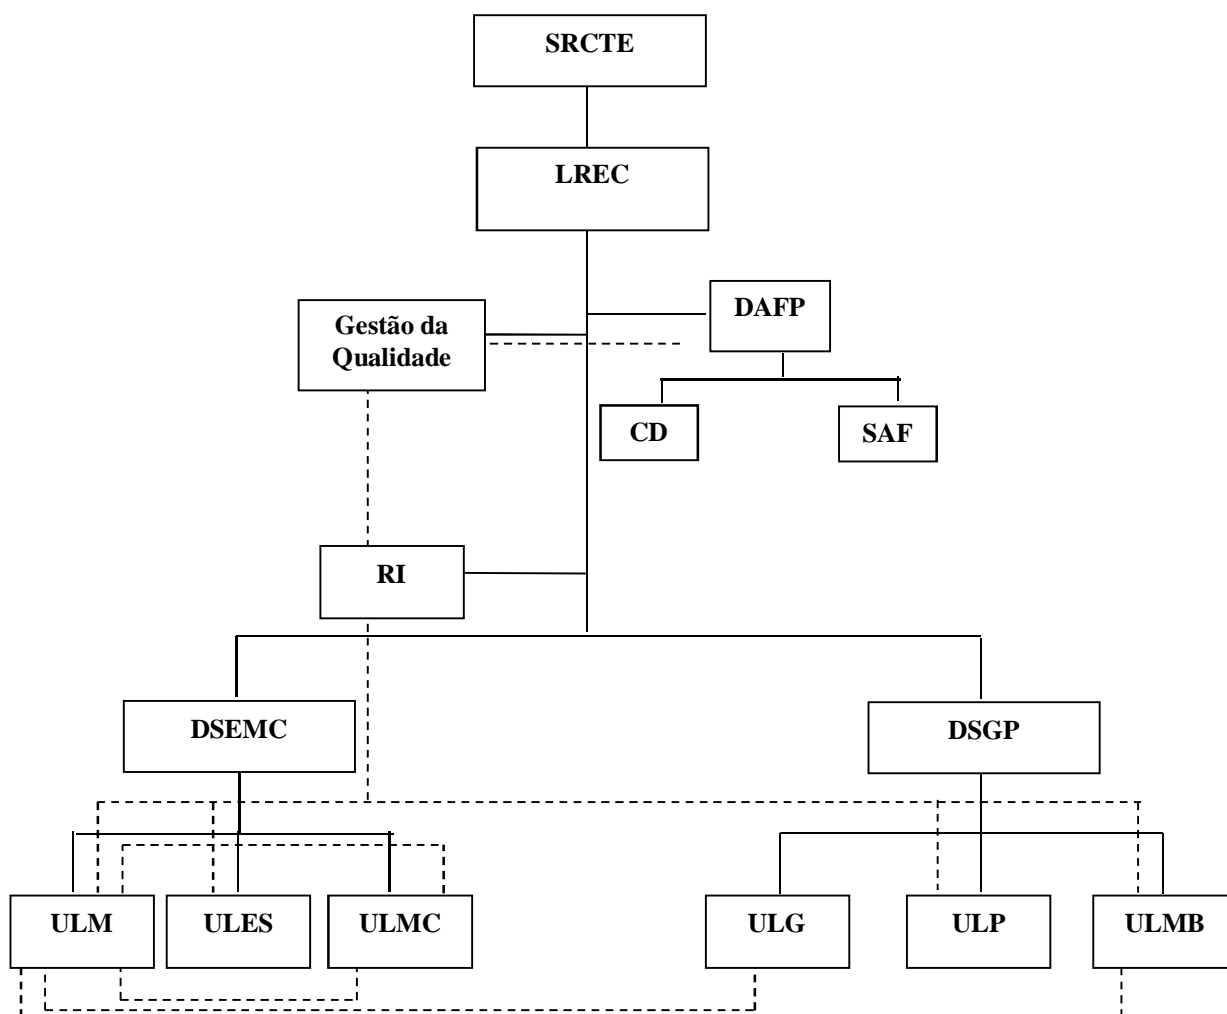 SRCTE
LREC
DAFP
Gestão da
Qualidade
CD
SAF
RI
DSEMC
DSGP
ULM
ULES
ULMC
ULG
ULP
ULMB